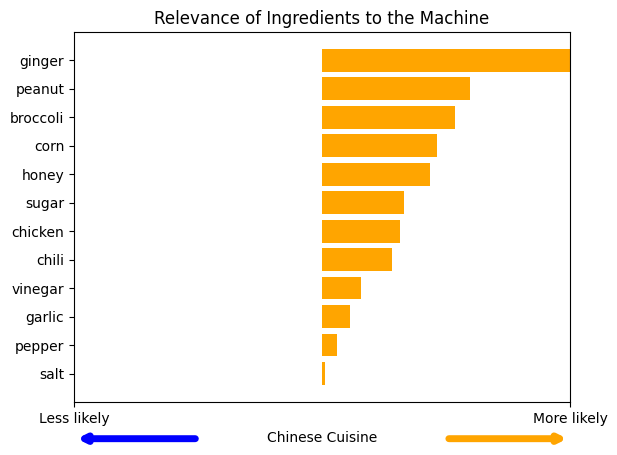 Relevance of Ingredients to the Machine
ginger
peanut
broccoli
corn
honey
sugar
chicken
chili
vinegar
garlic
pepper
salt
Less likely More likely
Chinese Cuisine